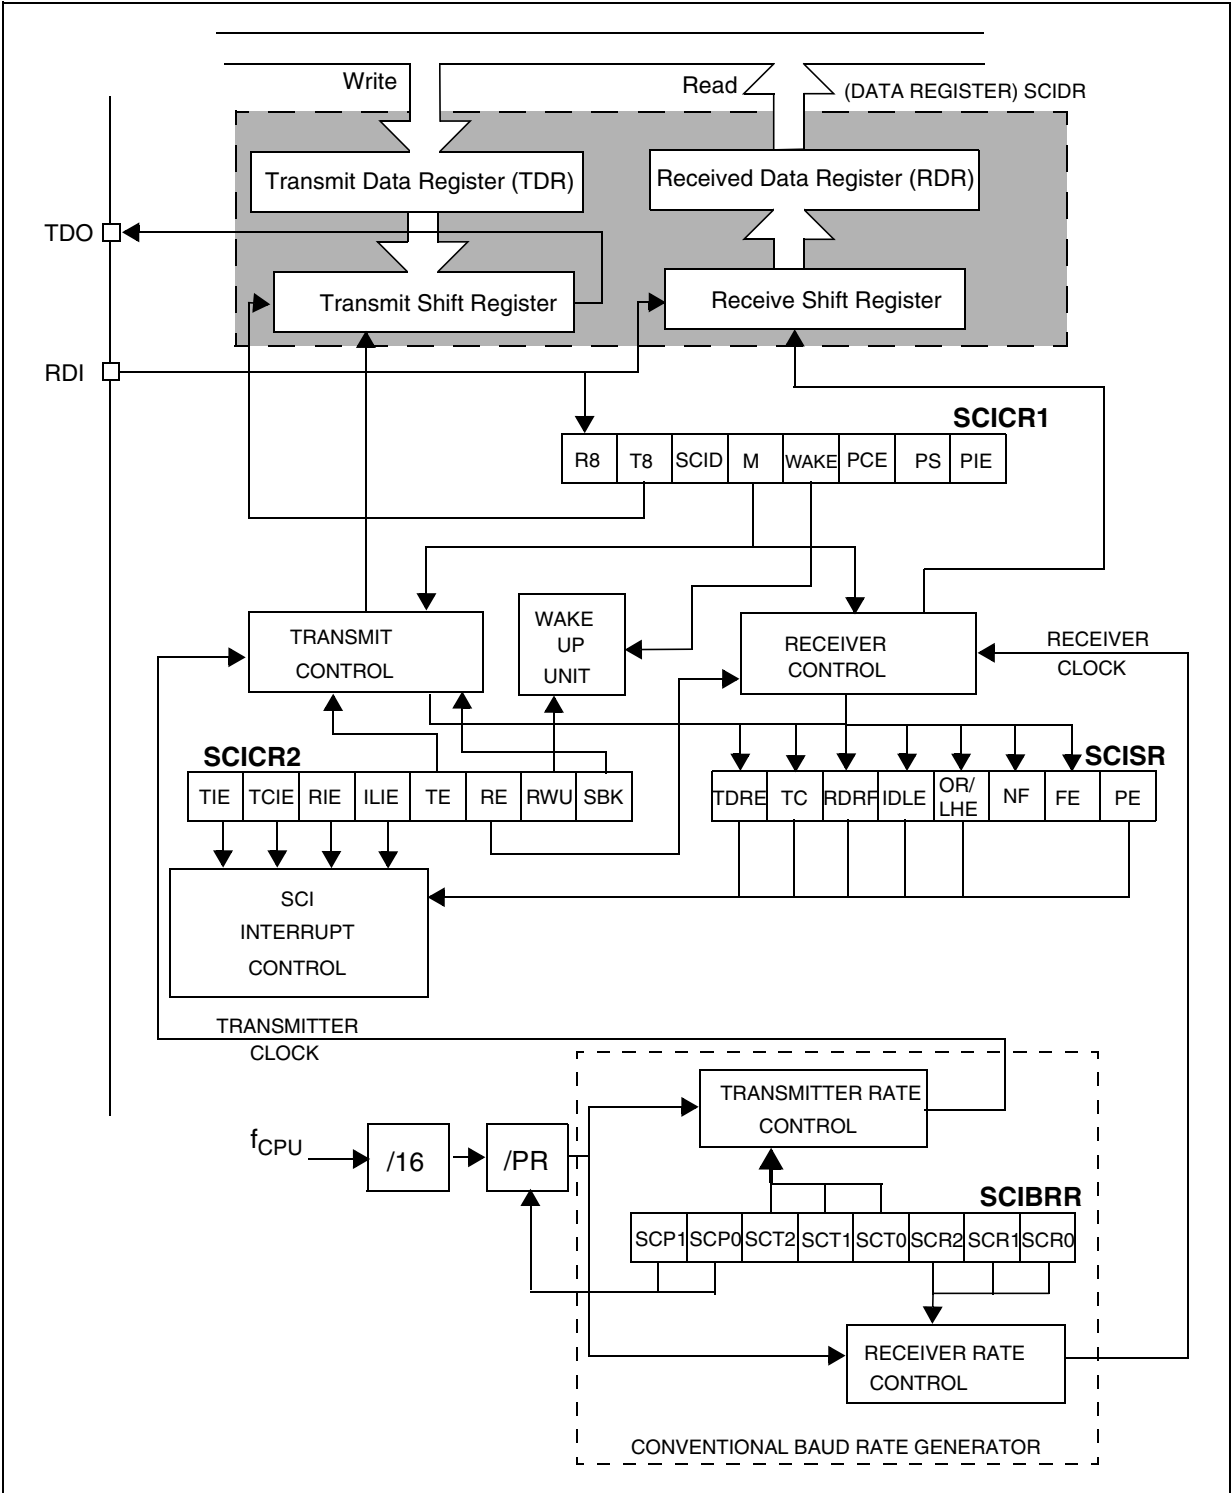 Write
Read
(DATA REGISTER) SCIDR
Transmit Data Register (TDR)
Received Data Register (RDR)
TDO
Transmit Shift Register
Receive Shift Register
RDI
SCICR1
R8 T8 SCID M WAKE PCE PS PIE
TRANSMIT
CONTROL
WAKE
UP
UNIT
RECEIVER
CONTROL
RECEIVER
CLOCK
SCICR2
TIE TCIE RIE ILIE TE RE RWU SBK
SCISR
TDRE TC RDRF IDLE OR/
LHE NF FE PE
SCI
INTERRUPT
CONTROL
TRANSMITTER
CLOCK
TRANSMITTER RATE
CONTROL
fCPU
/16
/PR
SCIBRR
SCP1 SCP0 SCT2 SCT1 SCT0 SCR2 SCR1 SCR0
RECEIVER RATE
CONTROL
CONVENTIONAL BAUD RATE GENERATOR